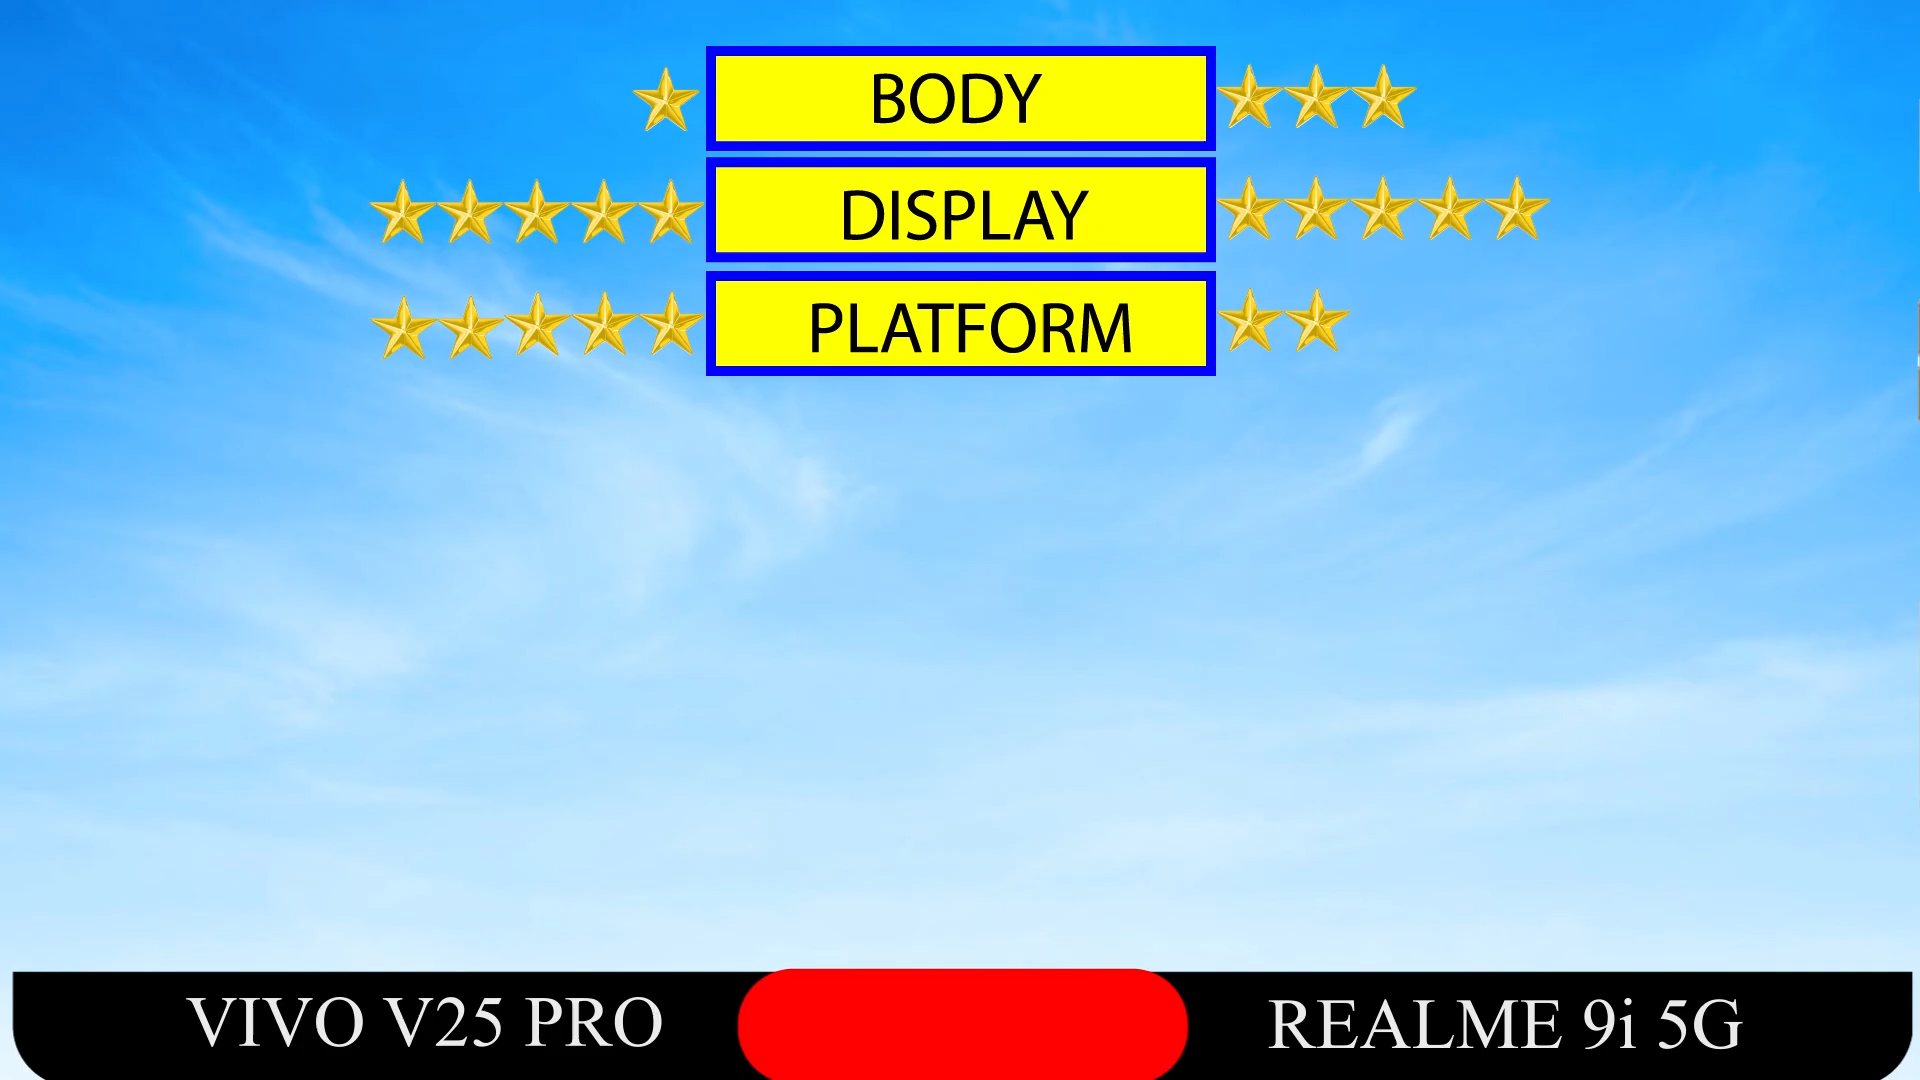 BODY
DISPLAY
PLATFORM
VIVO V25 PRO
REALME 9i 5G